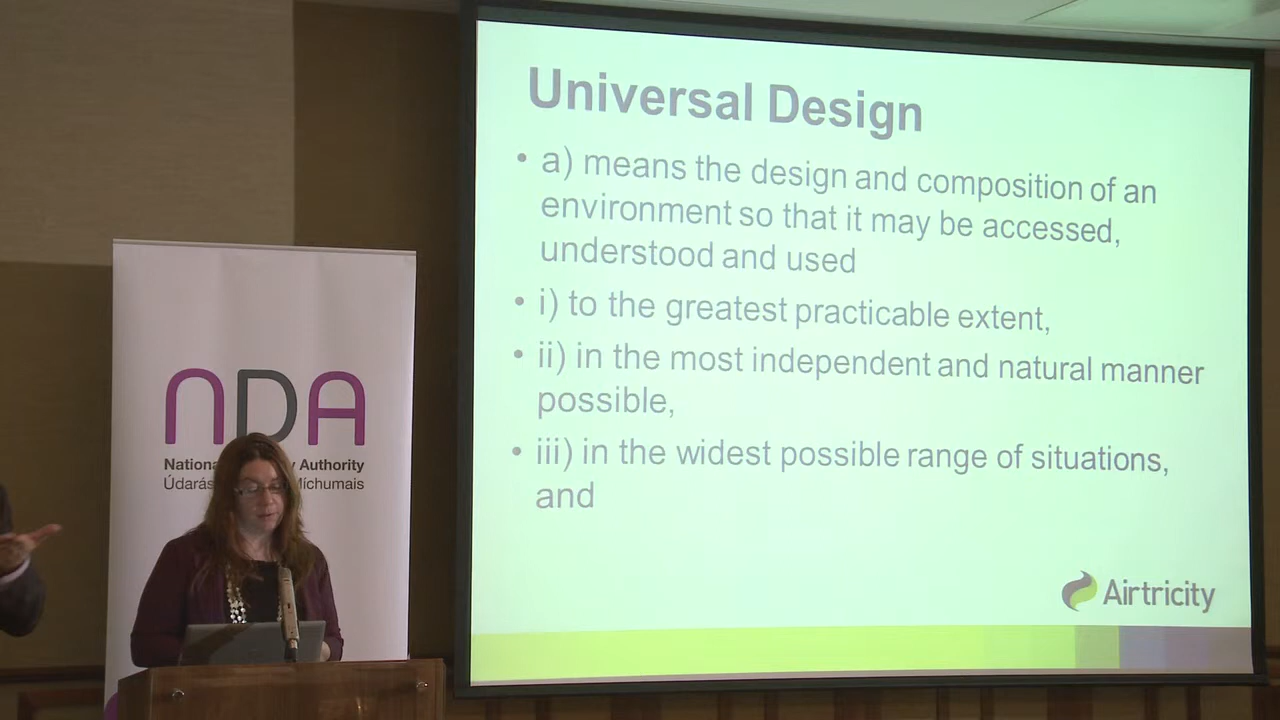 Universal Design
• a) means the design and composition of an
environment so that it may be accessed,
understood and used
• i) to the greatest practicable extent,
• ii) in the most independent and natural manner
possible,
• iii) in the widest possible range of situations,
and
Airtricity
NDA
Authority
Údarás Míchumais